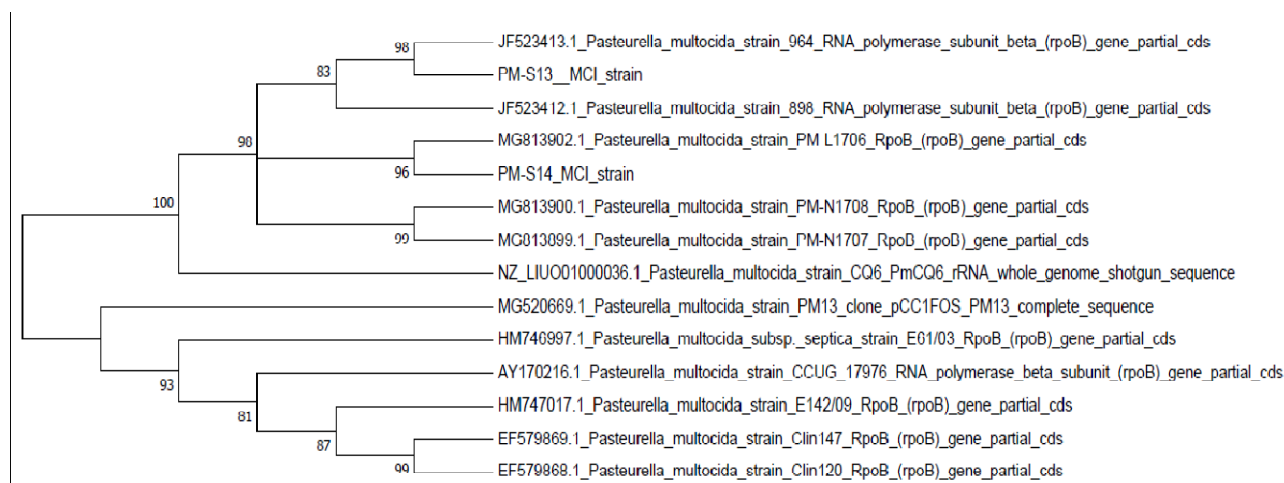 JF523413.1_Pasteurella_multocida_strain_964_RNA_polymerase_subunit_beta_(rpoB)_gene_partial_cds
98
PM-S13__MCI_strain
83
JF523412.1_Pasteurella_multocida_strain_898_RNA_polymerase_subunit_beta_(rpoB)_gene_partial_cds
98
MG813902.1_Pasteurella_multocida_strain_PM L1706_RpoB_(rpoB)_gene_partial_cds
96
PM-S14_MCI_strain
100
MG813900.1_Pasteurella_multocida_strain_PM-N1708_RpoB_(rpoB)_gene_partial_cds
99
MG813899.1_Pasteurella_multocida_strain_PM-N1707_RpoB_(rpoB)_gene_partial_cds
NZ_LIUO01000036.1_Pasteurella_multocida_strain_CQ6_PmCQ6_rRNA_whole_genome_shotgun_sequence
MG520669.1_Pasteurella_multocida_strain_PM13_clone_pCC1FOS_PM13_complete_sequence
HM746997.1_Pasteurella_multocida_subsp._septica_strain_E61/03_RpoB_(rpoB)_gene_partial_cds
93
AY170216.1_Pasteurella_multocida_strain_CCUG_17976_RNA_polymerase_beta_subunit_(rpoB)_gene_partial_cds
81
HM747017.1_Pasteurella_multocida_strain_E142/09_RpoB_(rpoB)_gene_partial_cds
87
EF579869.1_Pasteurella_multocida_strain_Clin147_RpoB_(rpoB)_gene_partial_cds
99
EF579868.1_Pasteurella_multocida_strain_Clin120_RpoB_(rpoB)_gene_partial_cds